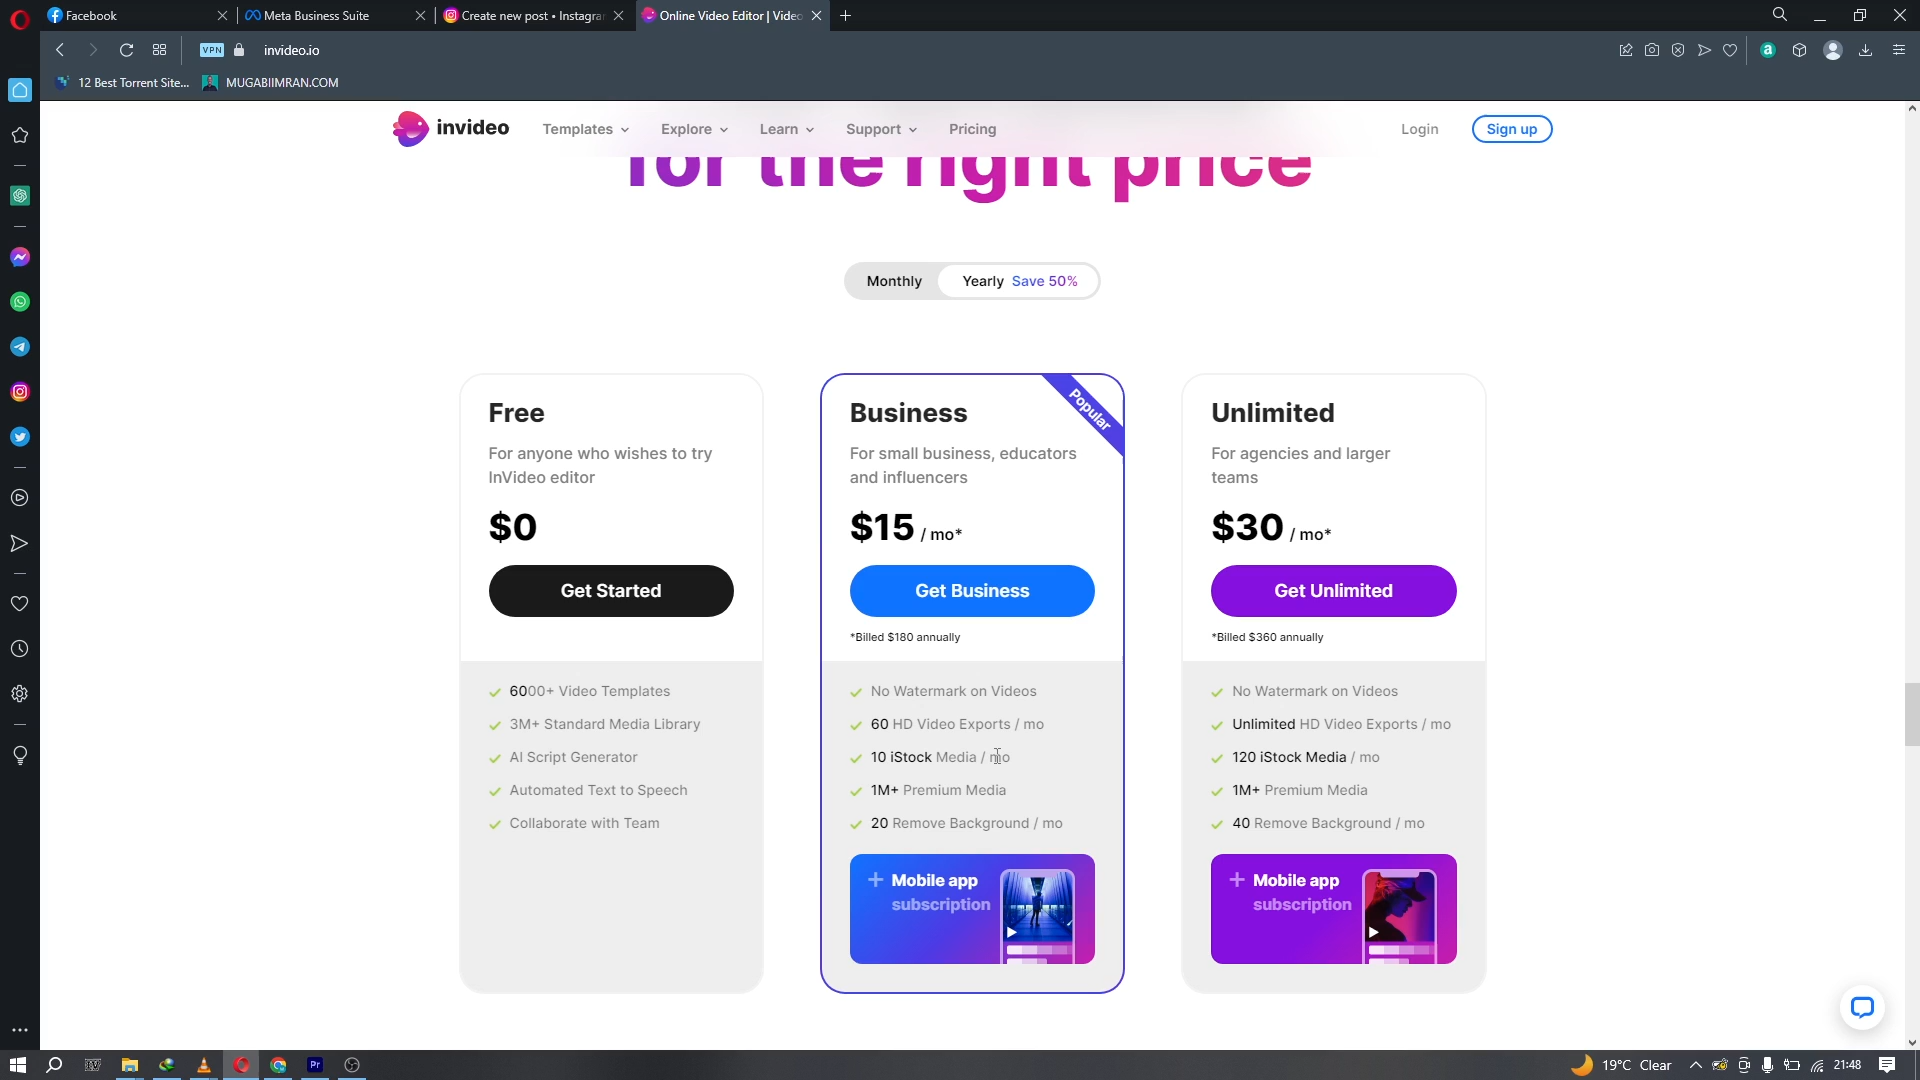 Facebook
Meta Business Suite
Create new post • Instagra
Online Video Editor | Video
VPN
invideo.io
12 Best Torrent Site...
MUGABIIMRAN.COM
invideo
Templates
Explore
Learn
Support
Pricing
Login
Sign up
for the right price
Monthly
Yearly Save 50%
Free
For anyone who wishes to try
InVideo editor
$0
Get Started
6000+ Video Templates
3M+ Standard Media Library
AI Script Generator
Automated Text to Speech
Collaborate with Team
Popular
Business
For small business, educators
and influencers
$15 / mo*
Get Business
*Billed $180 annually
No Watermark on Videos
60 HD Video Exports / mo
10 iStock Media / mo
1M+ Premium Media
20 Remove Background / mo
+ Mobile app
subscription
Unlimited
For agencies and larger
teams
$30 / mo*
Get Unlimited
*Billed $360 annually
No Watermark on Videos
Unlimited HD Video Exports / mo
120 iStock Media / mo
1M+ Premium Media
40 Remove Background / mo
+ Mobile app
subscription
Pr
19°C Clear
21:48